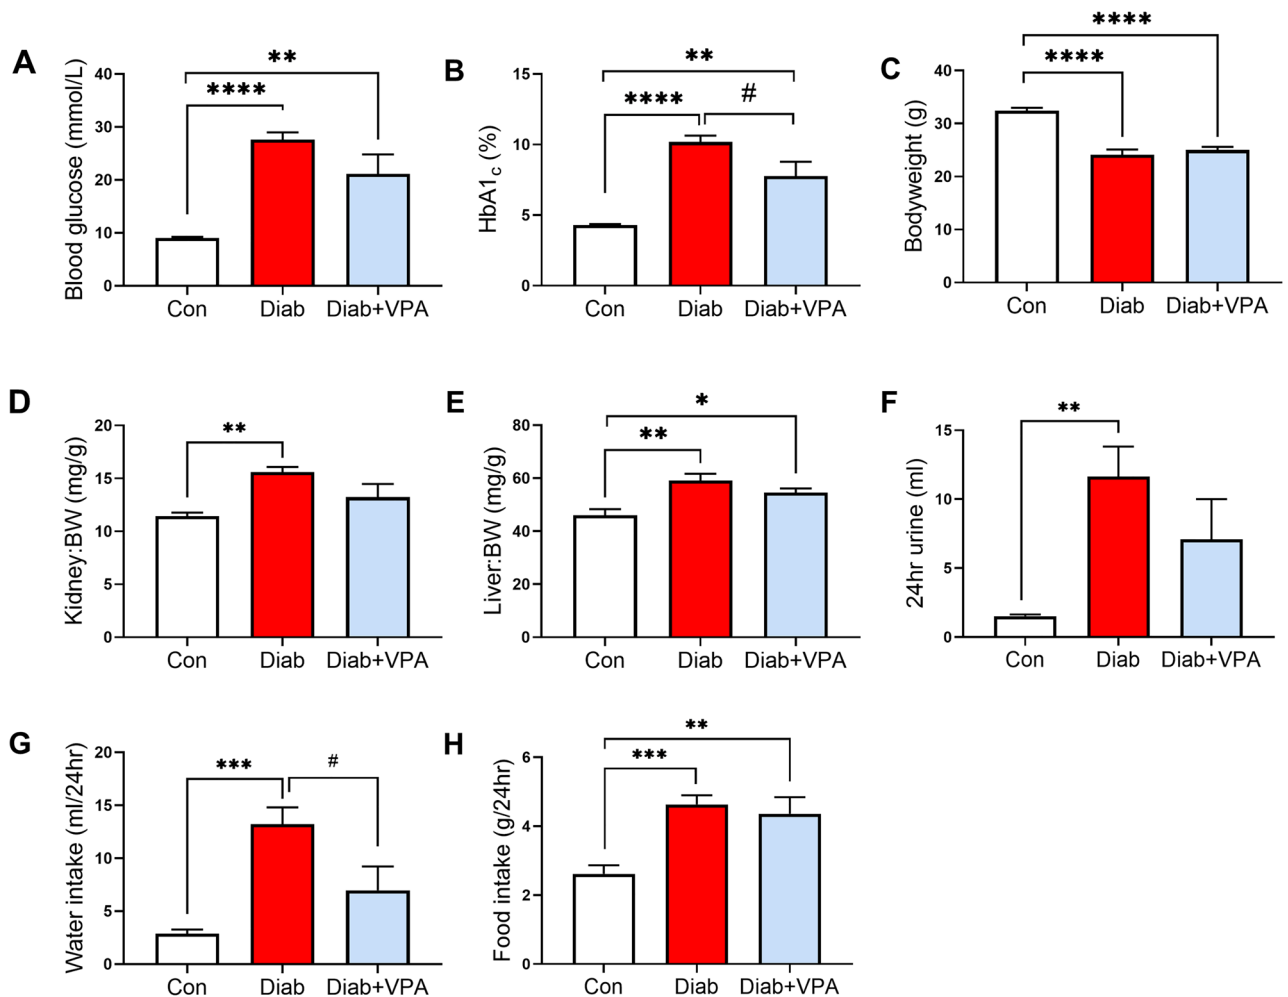 A
Blood glucose (mmol/L)
40
30
20
10
0
**
****
Con Diab Diab+VPA
B
HbA1c (%)
15
10
5
0
**
****
#
Con Diab Diab+VPA
C
Bodyweight (g)
40
30
20
10
0
****
****
Con Diab Diab+VPA
D
Kidney:BW (mg/g)
20
15
10
5
0
**
Con Diab Diab+VPA
E
Liver:BW (mg/g)
80
60
40
20
0
*
**
Con Diab Diab+VPA
F
24hr urine (ml)
15
10
5
0
**
Con Diab Diab+VPA
G
Water intake (ml/24hr)
20
15
10
5
0
***
#
Con Diab Diab+VPA
H
Food intake (g/24hr)
6
4
2
0
**
***
Con Diab Diab+VPA